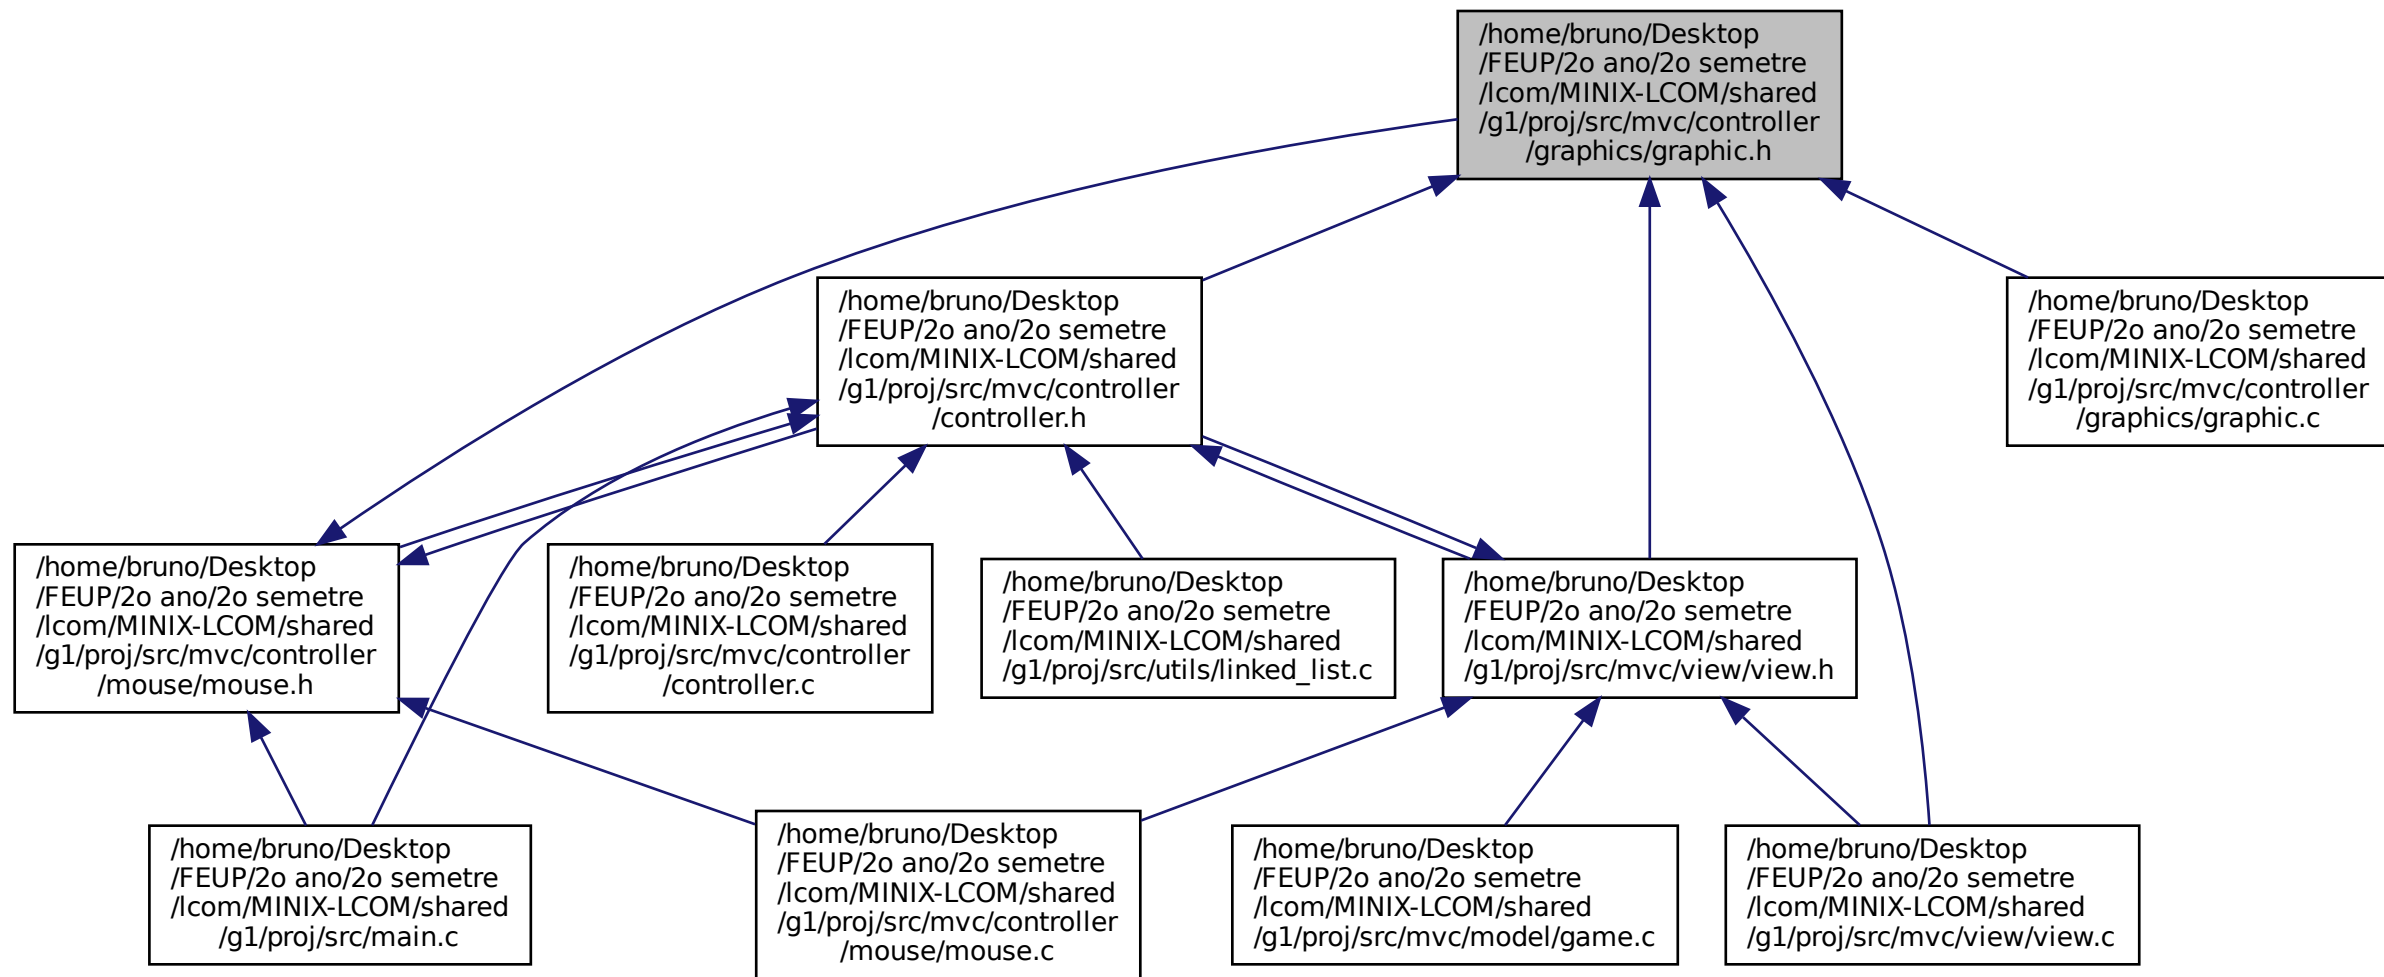 /home/bruno/Desktop
/FEUP/2o ano/2o semetre
/lcom/MINIX-LCOM/shared
/g1/proj/src/mvc/controller
/graphics/graphic.h
/home/bruno/Desktop
/FEUP/2o ano/2o semetre
/lcom/MINIX-LCOM/shared
/g1/proj/src/mvc/controller
/controller.h
/home/bruno/Desktop
/FEUP/2o ano/2o semetre
/lcom/MINIX-LCOM/shared
/g1/proj/src/mvc/controller
/graphics/graphic.c
/home/bruno/Desktop
/FEUP/2o ano/2o semetre
/lcom/MINIX-LCOM/shared
/g1/proj/src/mvc/controller
/mouse/mouse.h
/home/bruno/Desktop
/FEUP/2o ano/2o semetre
/lcom/MINIX-LCOM/shared
/g1/proj/src/mvc/controller
/controller.c
/home/bruno/Desktop
/FEUP/2o ano/2o semetre
/lcom/MINIX-LCOM/shared
/g1/proj/src/utils/linked_list.c
/home/bruno/Desktop
/FEUP/2o ano/2o semetre
/lcom/MINIX-LCOM/shared
/g1/proj/src/mvc/view/view.h
/home/bruno/Desktop
/FEUP/2o ano/2o semetre
/lcom/MINIX-LCOM/shared
/g1/proj/src/main.c
/home/bruno/Desktop
/FEUP/2o ano/2o semetre
/lcom/MINIX-LCOM/shared
/g1/proj/src/mvc/controller
/mouse/mouse.c
/home/bruno/Desktop
/FEUP/2o ano/2o semetre
/lcom/MINIX-LCOM/shared
/g1/proj/src/mvc/model/game.c
/home/bruno/Desktop
/FEUP/2o ano/2o semetre
/lcom/MINIX-LCOM/shared
/g1/proj/src/mvc/view/view.c